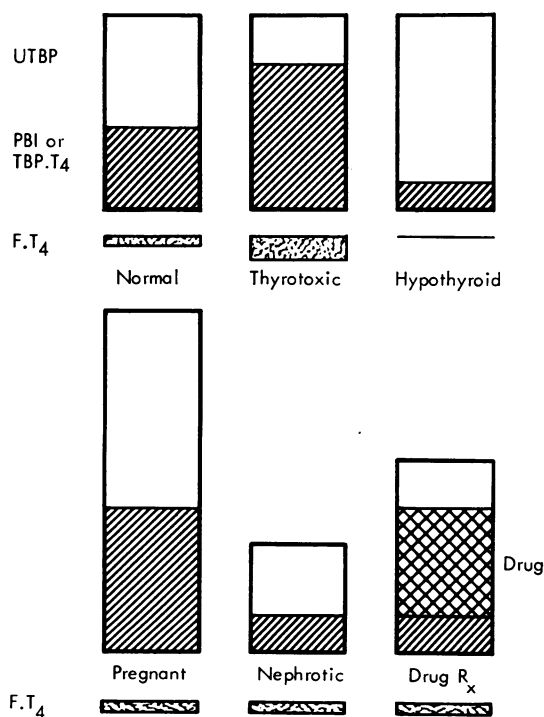 UTBP
PBI or
TBP.T4
F.T4
Normal Thyrotoxic Hypothyroid
Drug
Pregnant Nephrotic Drug Rx
F.T4